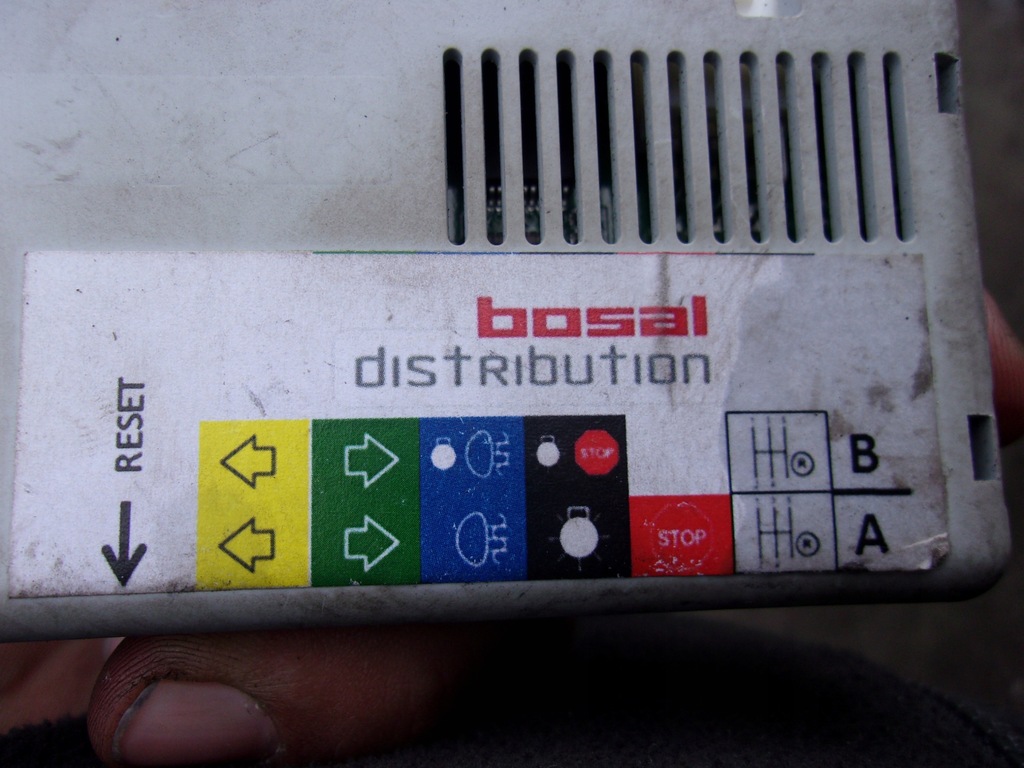 bosal
distribution
RESET
STOP
B
R
STOP
A
R